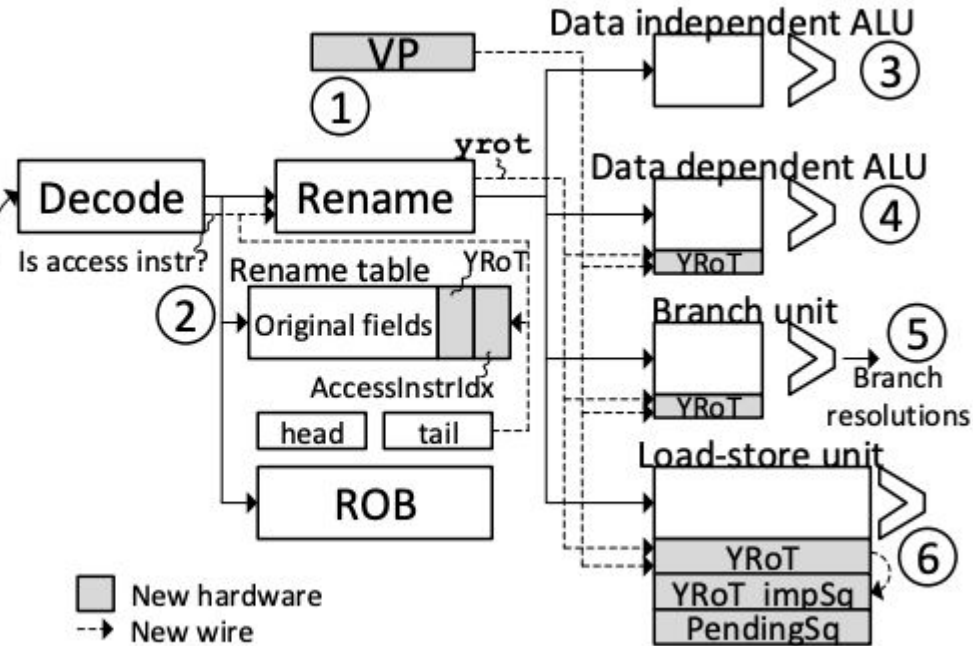 Data independent ALU
VP
1
3
yrot
Data dependent ALU
Decode
Rename
4
YRoT
Is access instr?
Rename table
YRoT
2
Original fields
Branch unit
5
AccessInstrIdx
Branch
resolutions
YRoT
head
tail
Load-store unit
ROB
6
YRoT
YRoT_impSq
PendingSq
New hardware
New wire